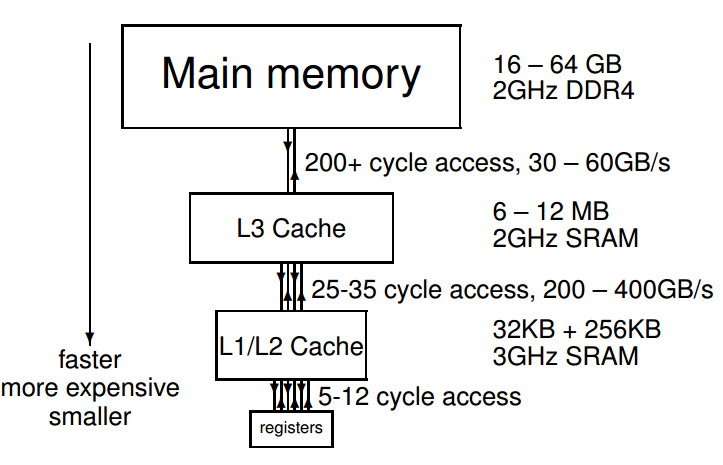 Main memory
16 – 64 GB
2GHz DDR4
200+ cycle access, 30 – 60GB/s
L3 Cache
6 – 12 MB
2GHz SRAM
25-35 cycle access, 200 – 400GB/s
L1/L2 Cache
32KB + 256KB
3GHz SRAM
faster
more expensive
smaller
5-12 cycle access
registers